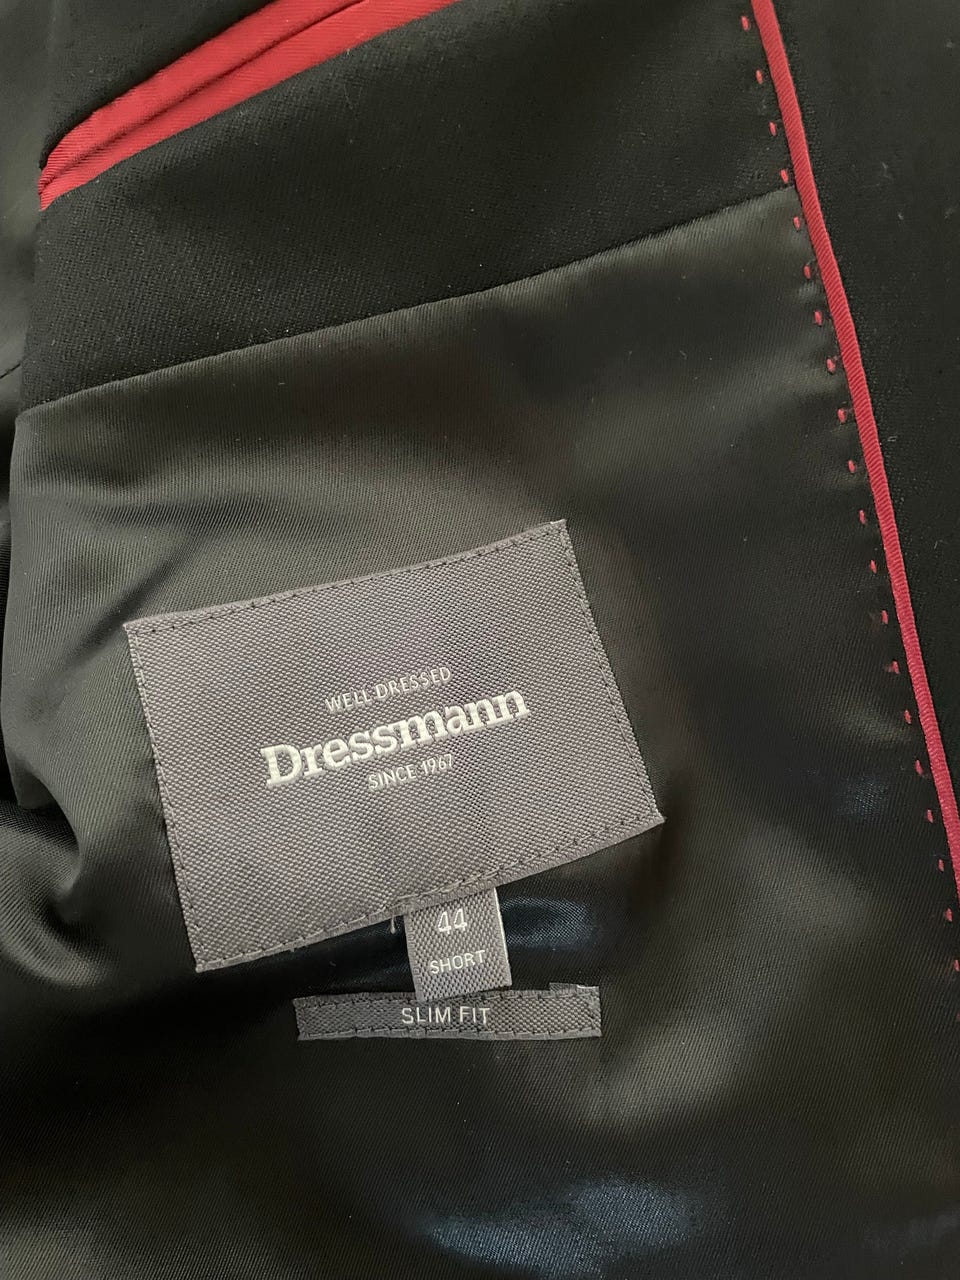 WELL DRESSED
Dressmann
SINCE 1967
44
SHORT
SLIM FIT